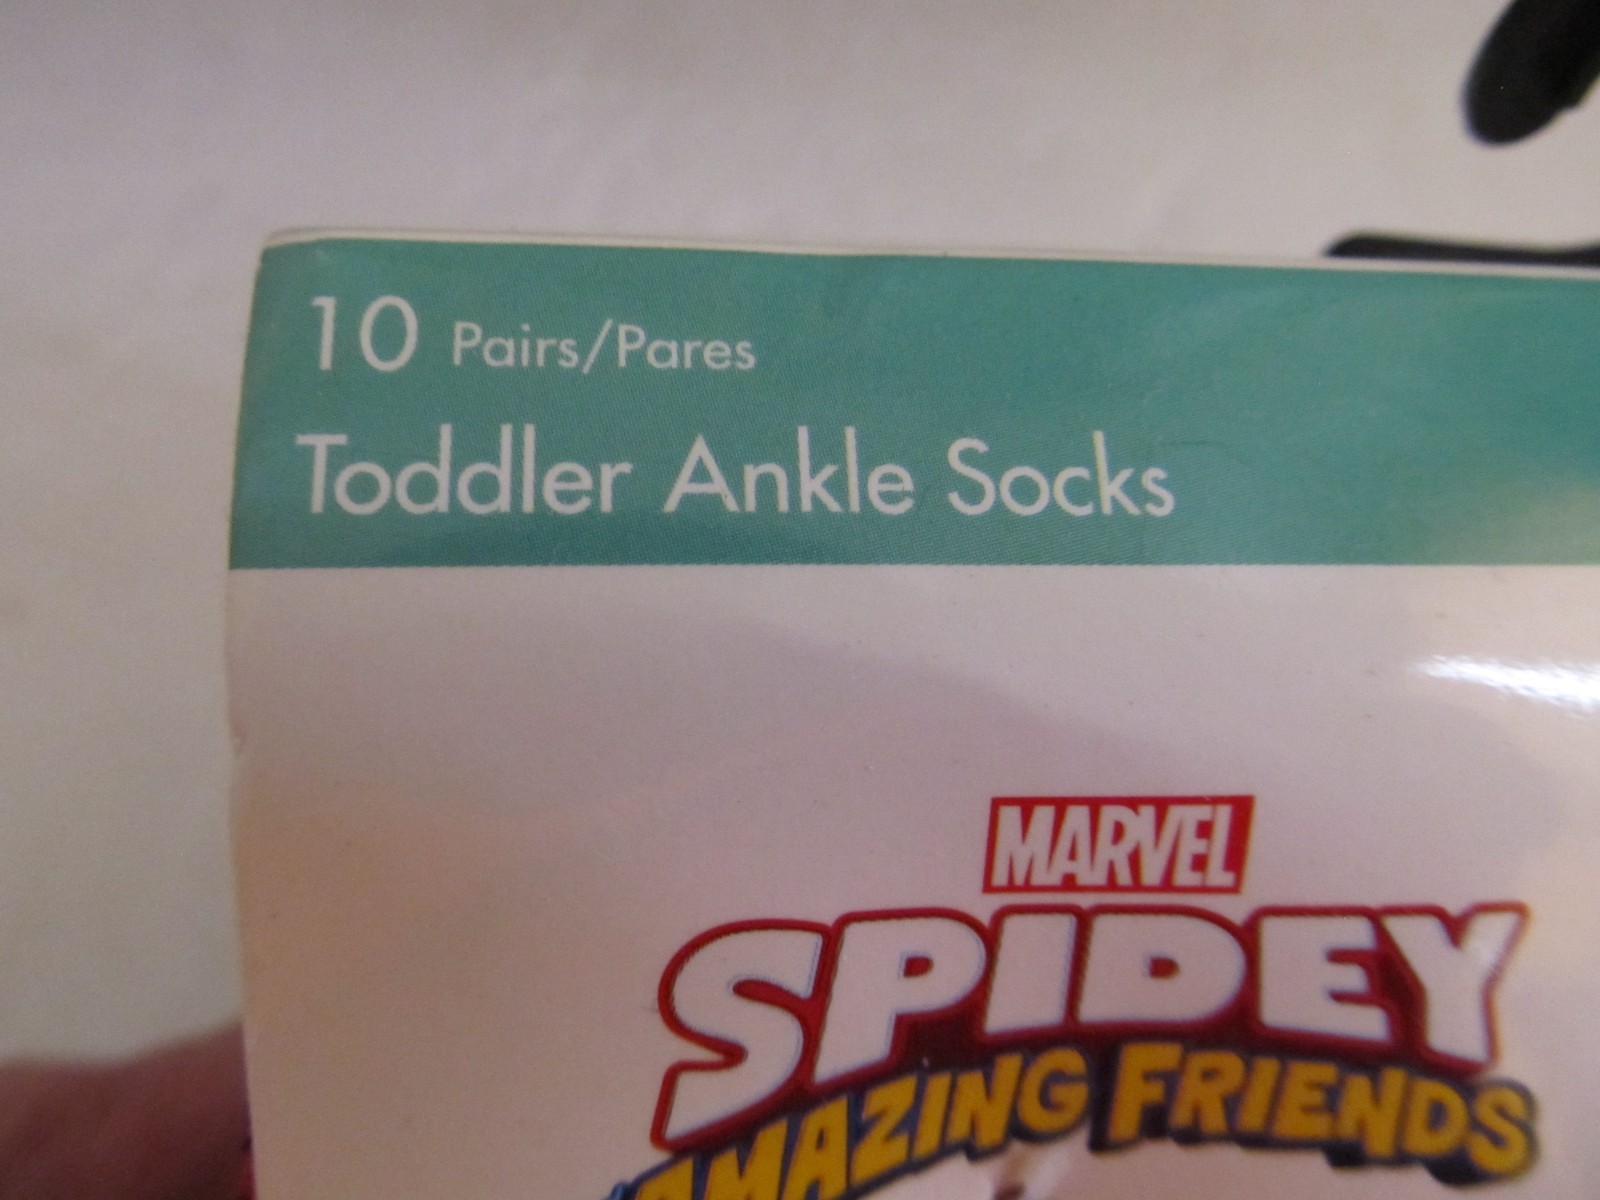 10 Pairs/Pares
Toddler Ankle Socks
MARVEL
SPIDEY
AMAZING FRIENDS